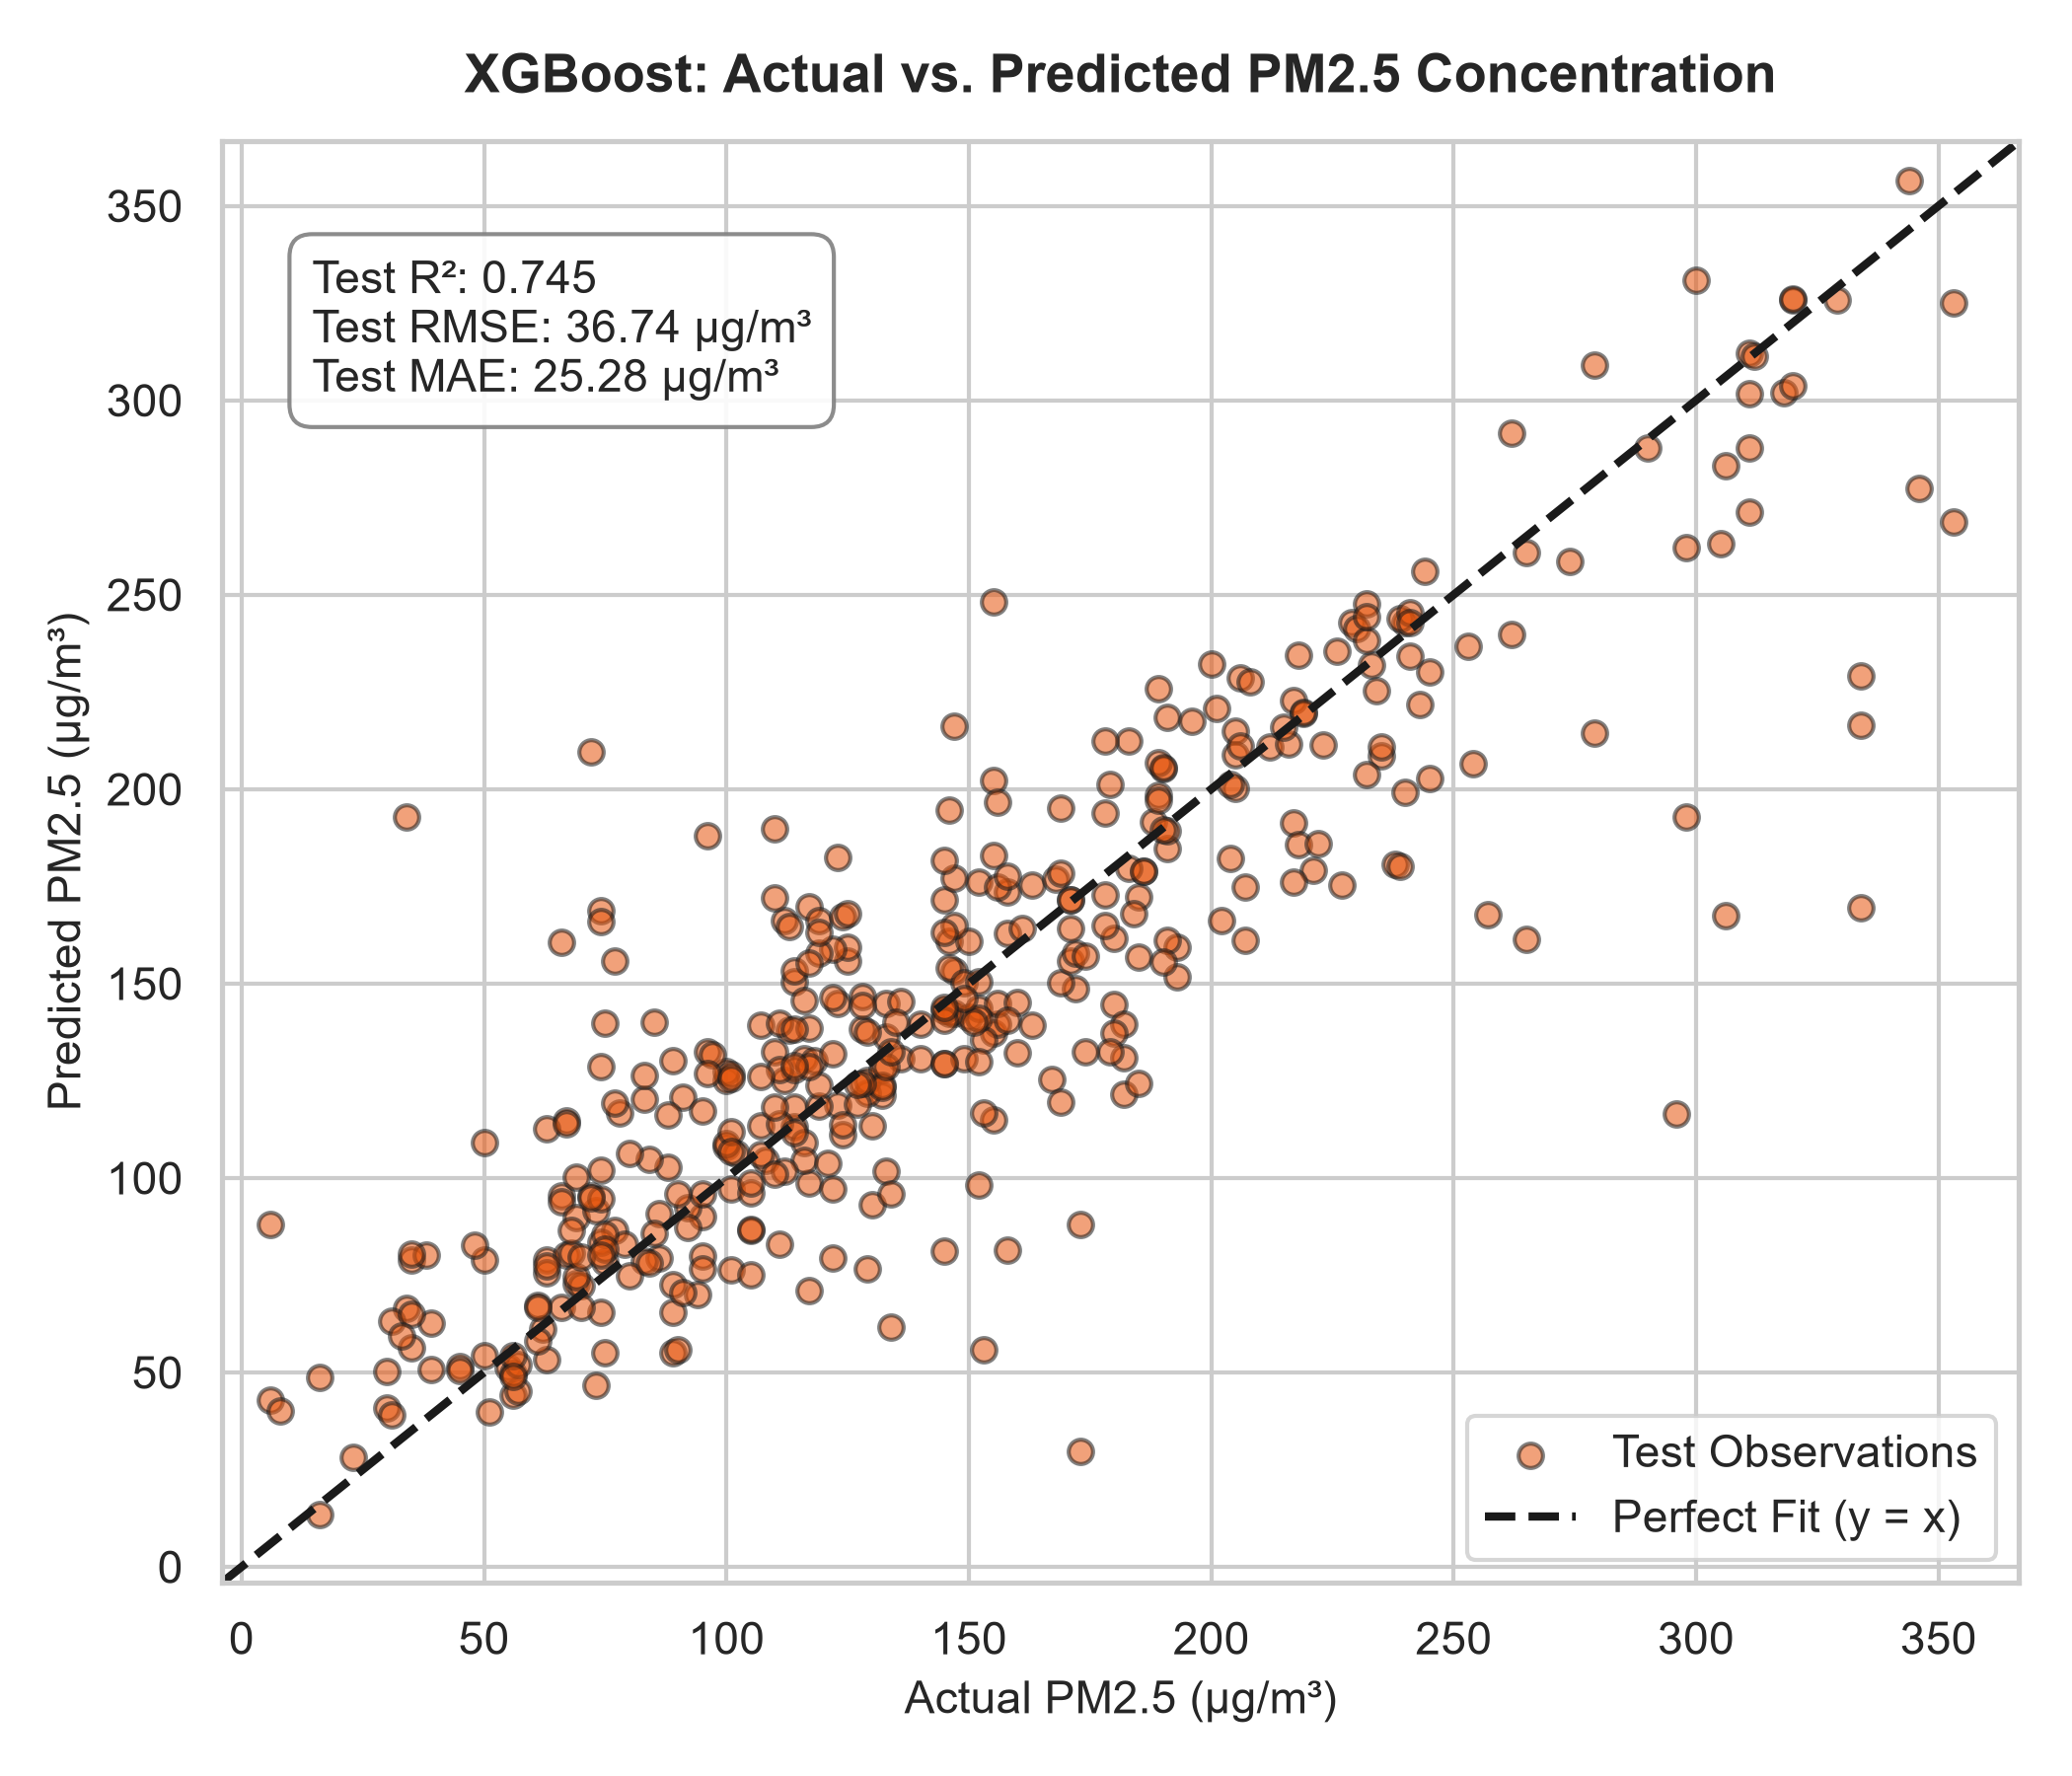 XGBoost: Actual vs. Predicted PM2.5 Concentration
Test R²: 0.745
Test RMSE: 36.74 µg/m³
Test MAE: 25.28 µg/m³
Predicted PM2.5 (µg/m³)
350
300
250
200
150
100
50
0
Test Observations
Perfect Fit (y = x)
0 50 100 150 200 250 300 350
Actual PM2.5 (µg/m³)